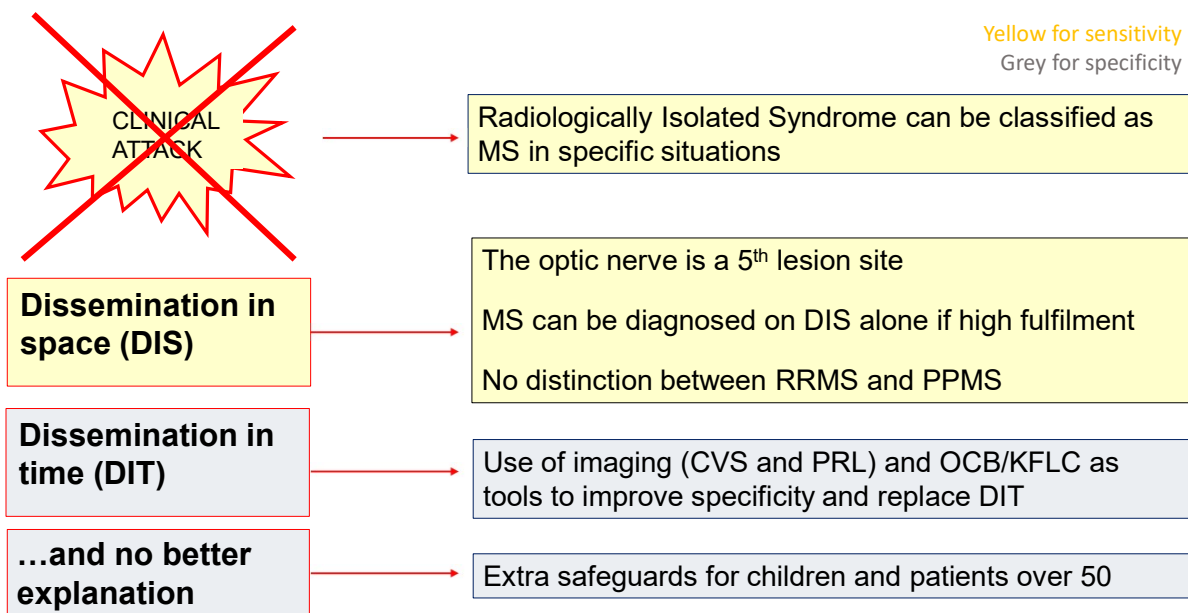 Yellow for sensitivity
Grey for specificity
CLINICAL
ATTACK
Radiologically Isolated Syndrome can be classified as
MS in specific situations
Dissemination in
space (DIS)
The optic nerve is a 5th lesion site
MS can be diagnosed on DIS alone if high fulfilment
No distinction between RRMS and PPMS
Dissemination in
time (DIT)
Use of imaging (CVS and PRL) and OCB/KFLC as
tools to improve specificity and replace DIT
…and no better
explanation
Extra safeguards for children and patients over 50